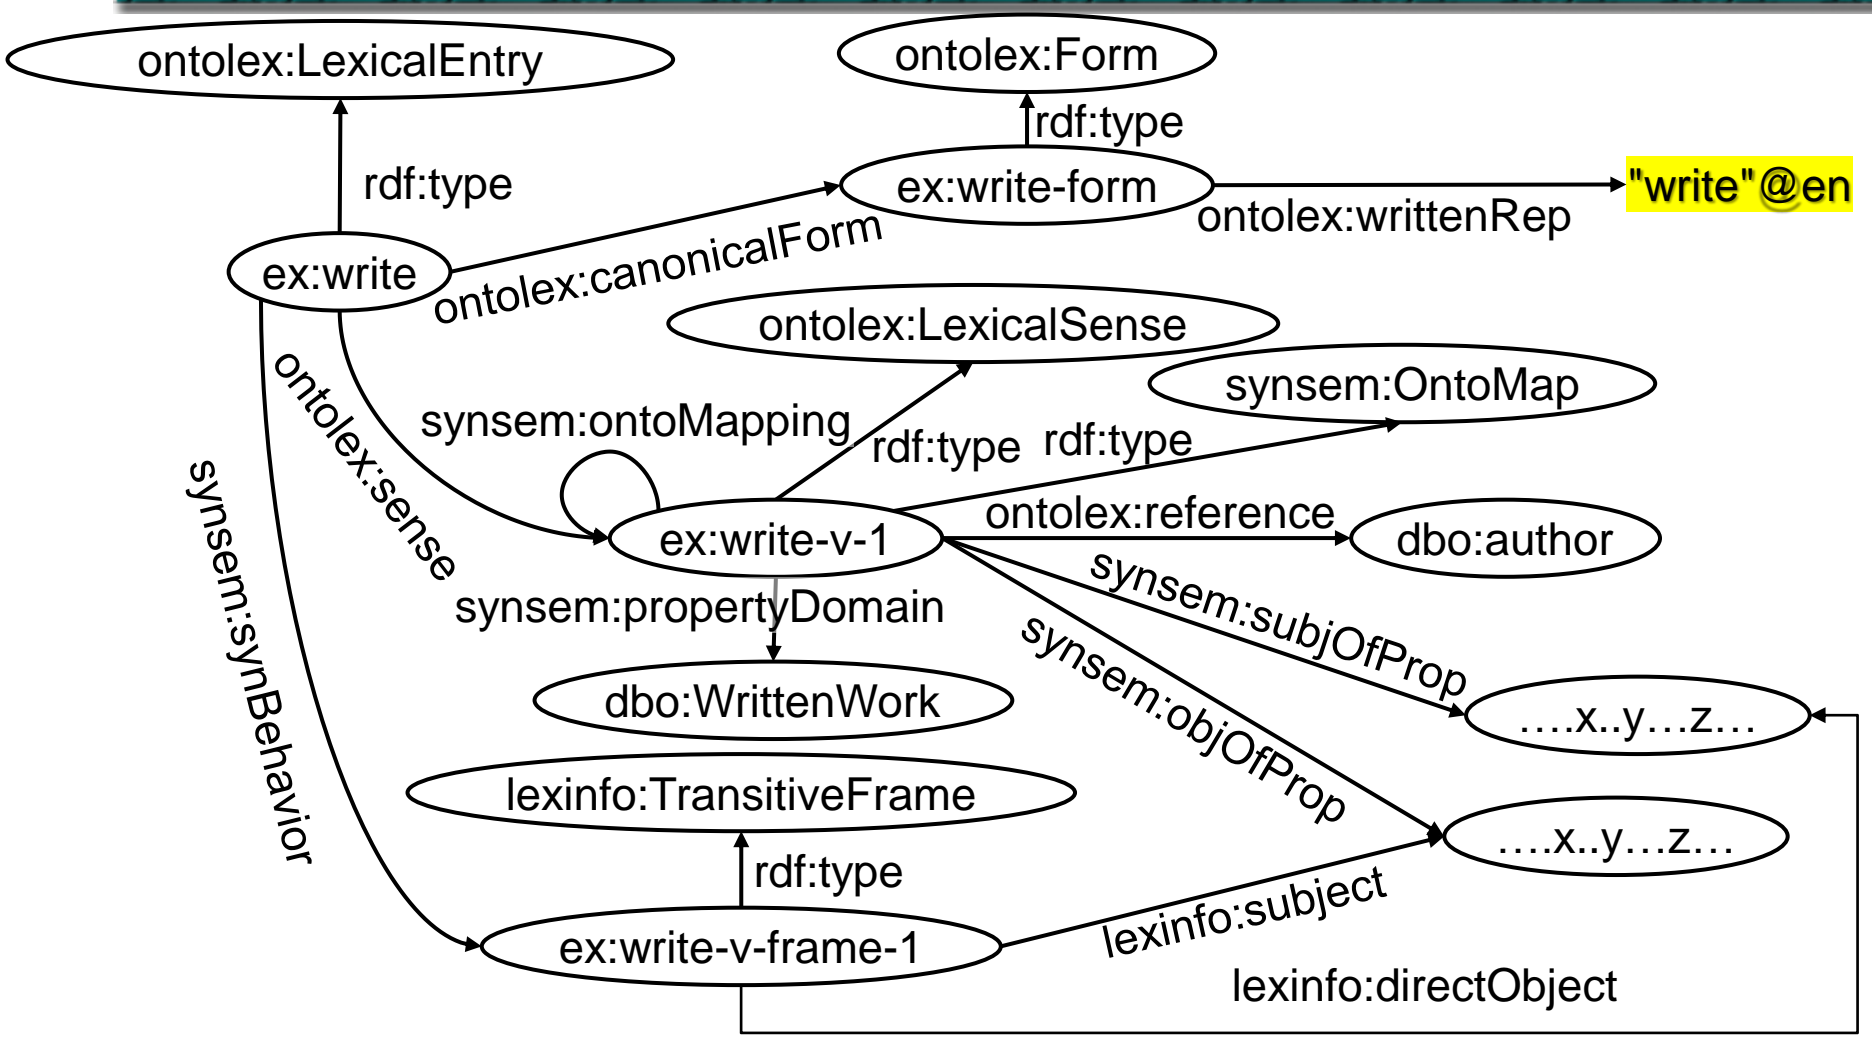 ontolex:LexicalEntry
ontolex:Form
rdf:type
rdf:type
ex:write-form
"write"@en
ontolex:writtenRep
ex:write
ontolex:canonicalForm
ontolex:LexicalSense
synsem:OntoMap
ontolex:sense
synsem:ontoMapping
rdf:type
rdf:type
synsem:synBehavior
ex:write-v-1
ontolex:reference
dbo:author
synsem:propertyDomain
synsem:subjOfProp
synsem:objOfProp
dbo:WrittenWork
….x..y…z…
lexinfo:TransitiveFrame
….x..y…z…
rdf:type
lexinfo:subject
ex:write-v-frame-1
lexinfo:directObject